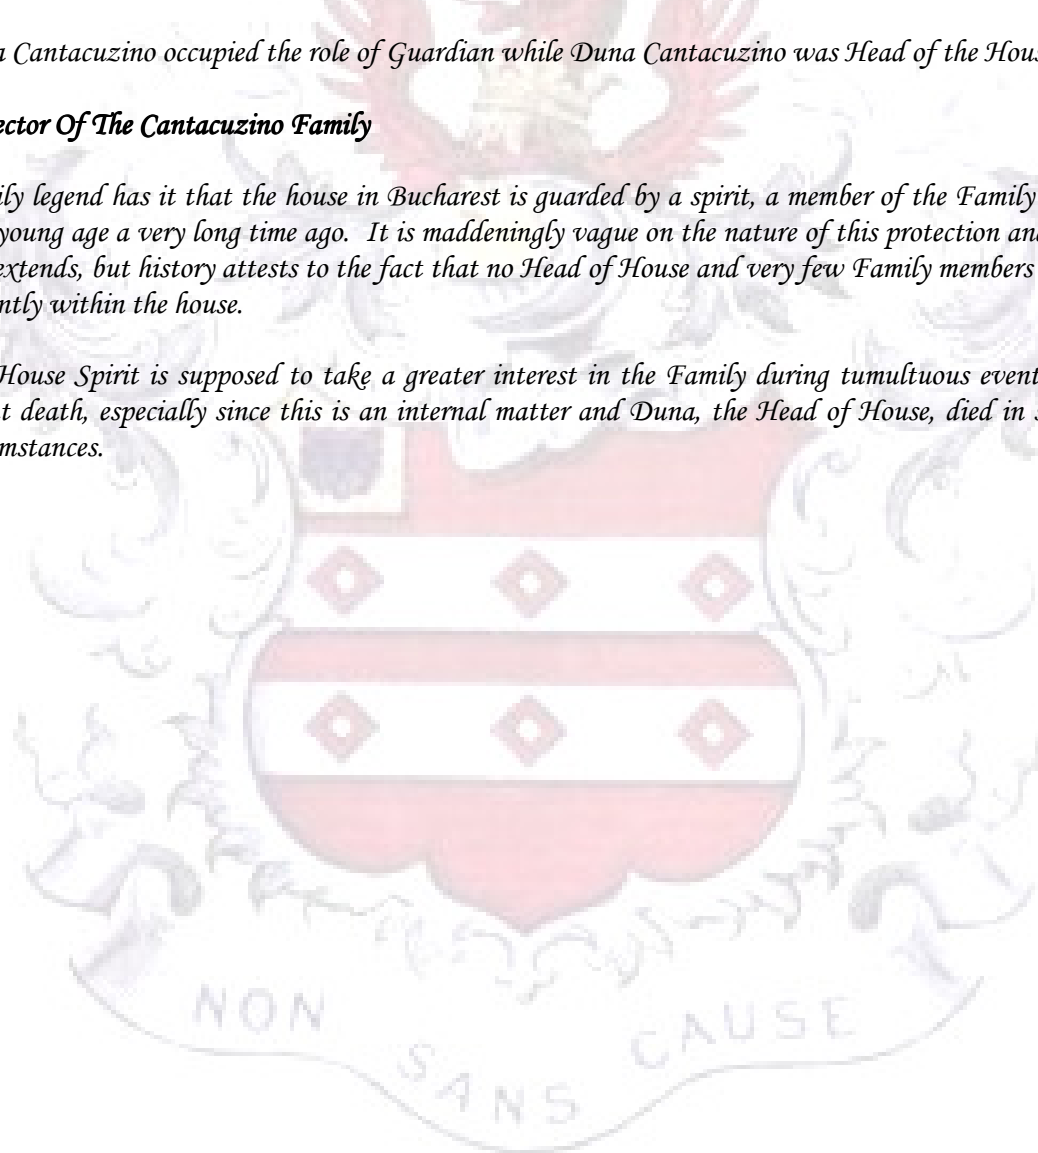 a Cantacuzino occupied the role of Guardian while Duna Cantacuzino was Head of the Hous
ector Of The Cantacuzino Family
ily legend has it that the house in Bucharest is guarded by a spirit, a member of the Family
young age a very long time ago. It is maddeningly vague on the nature of this protection and
extends, but history attests to the fact that no Head of House and very few Family members
ntly within the house.
House Spirit is supposed to take a greater interest in the Family during tumultuous event
t death, especially since this is an internal matter and Duna, the Head of House, died in s
mstances.
NON
SANS
CAUSE